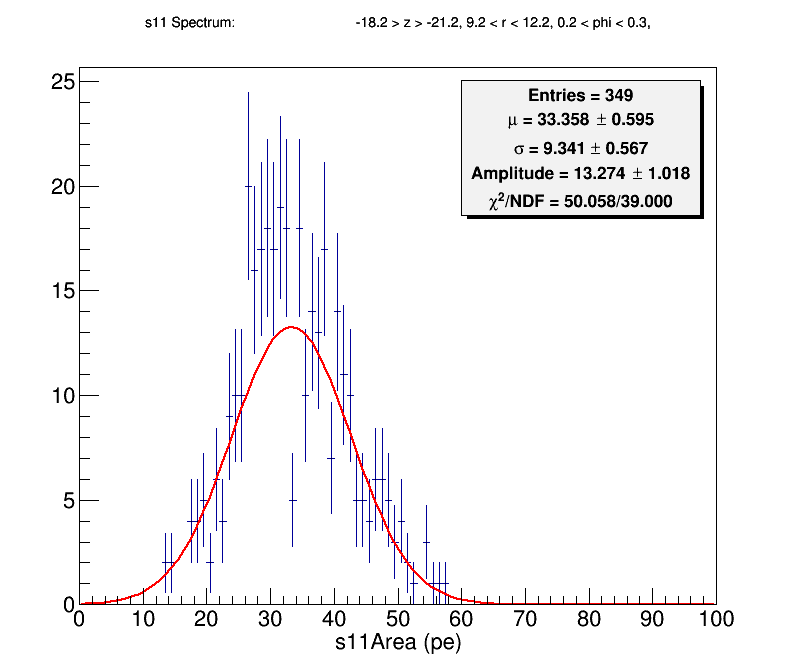 s11 Spectrum: -18.2 > z > -21.2, 9.2 < r < 12.2, 0.2 < phi < 0.3,
Entries = 349
μ = 33.358 ± 0.595
σ = 9.341 ± 0.567
Amplitude = 13.274 ± 1.018
χ²/NDF = 50.058/39.000
25
20
15
10
5
0
0 10 20 30 40 50 60 70 80 90 100
s11Area (pe)